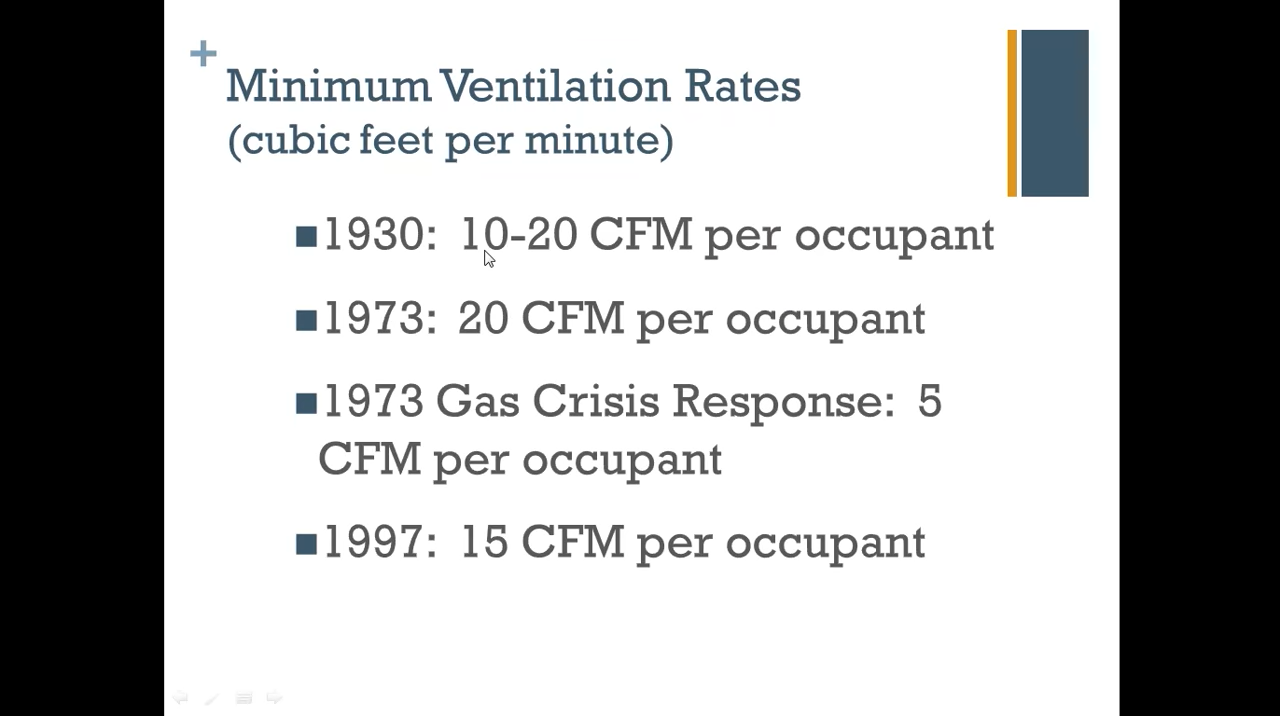 +
Minimum Ventilation Rates
(cubic feet per minute)
■1930: 10-20 CFM per occupant
■1973: 20 CFM per occupant
■1973 Gas Crisis Response: 5
CFM per occupant
■1997: 15 CFM per occupant